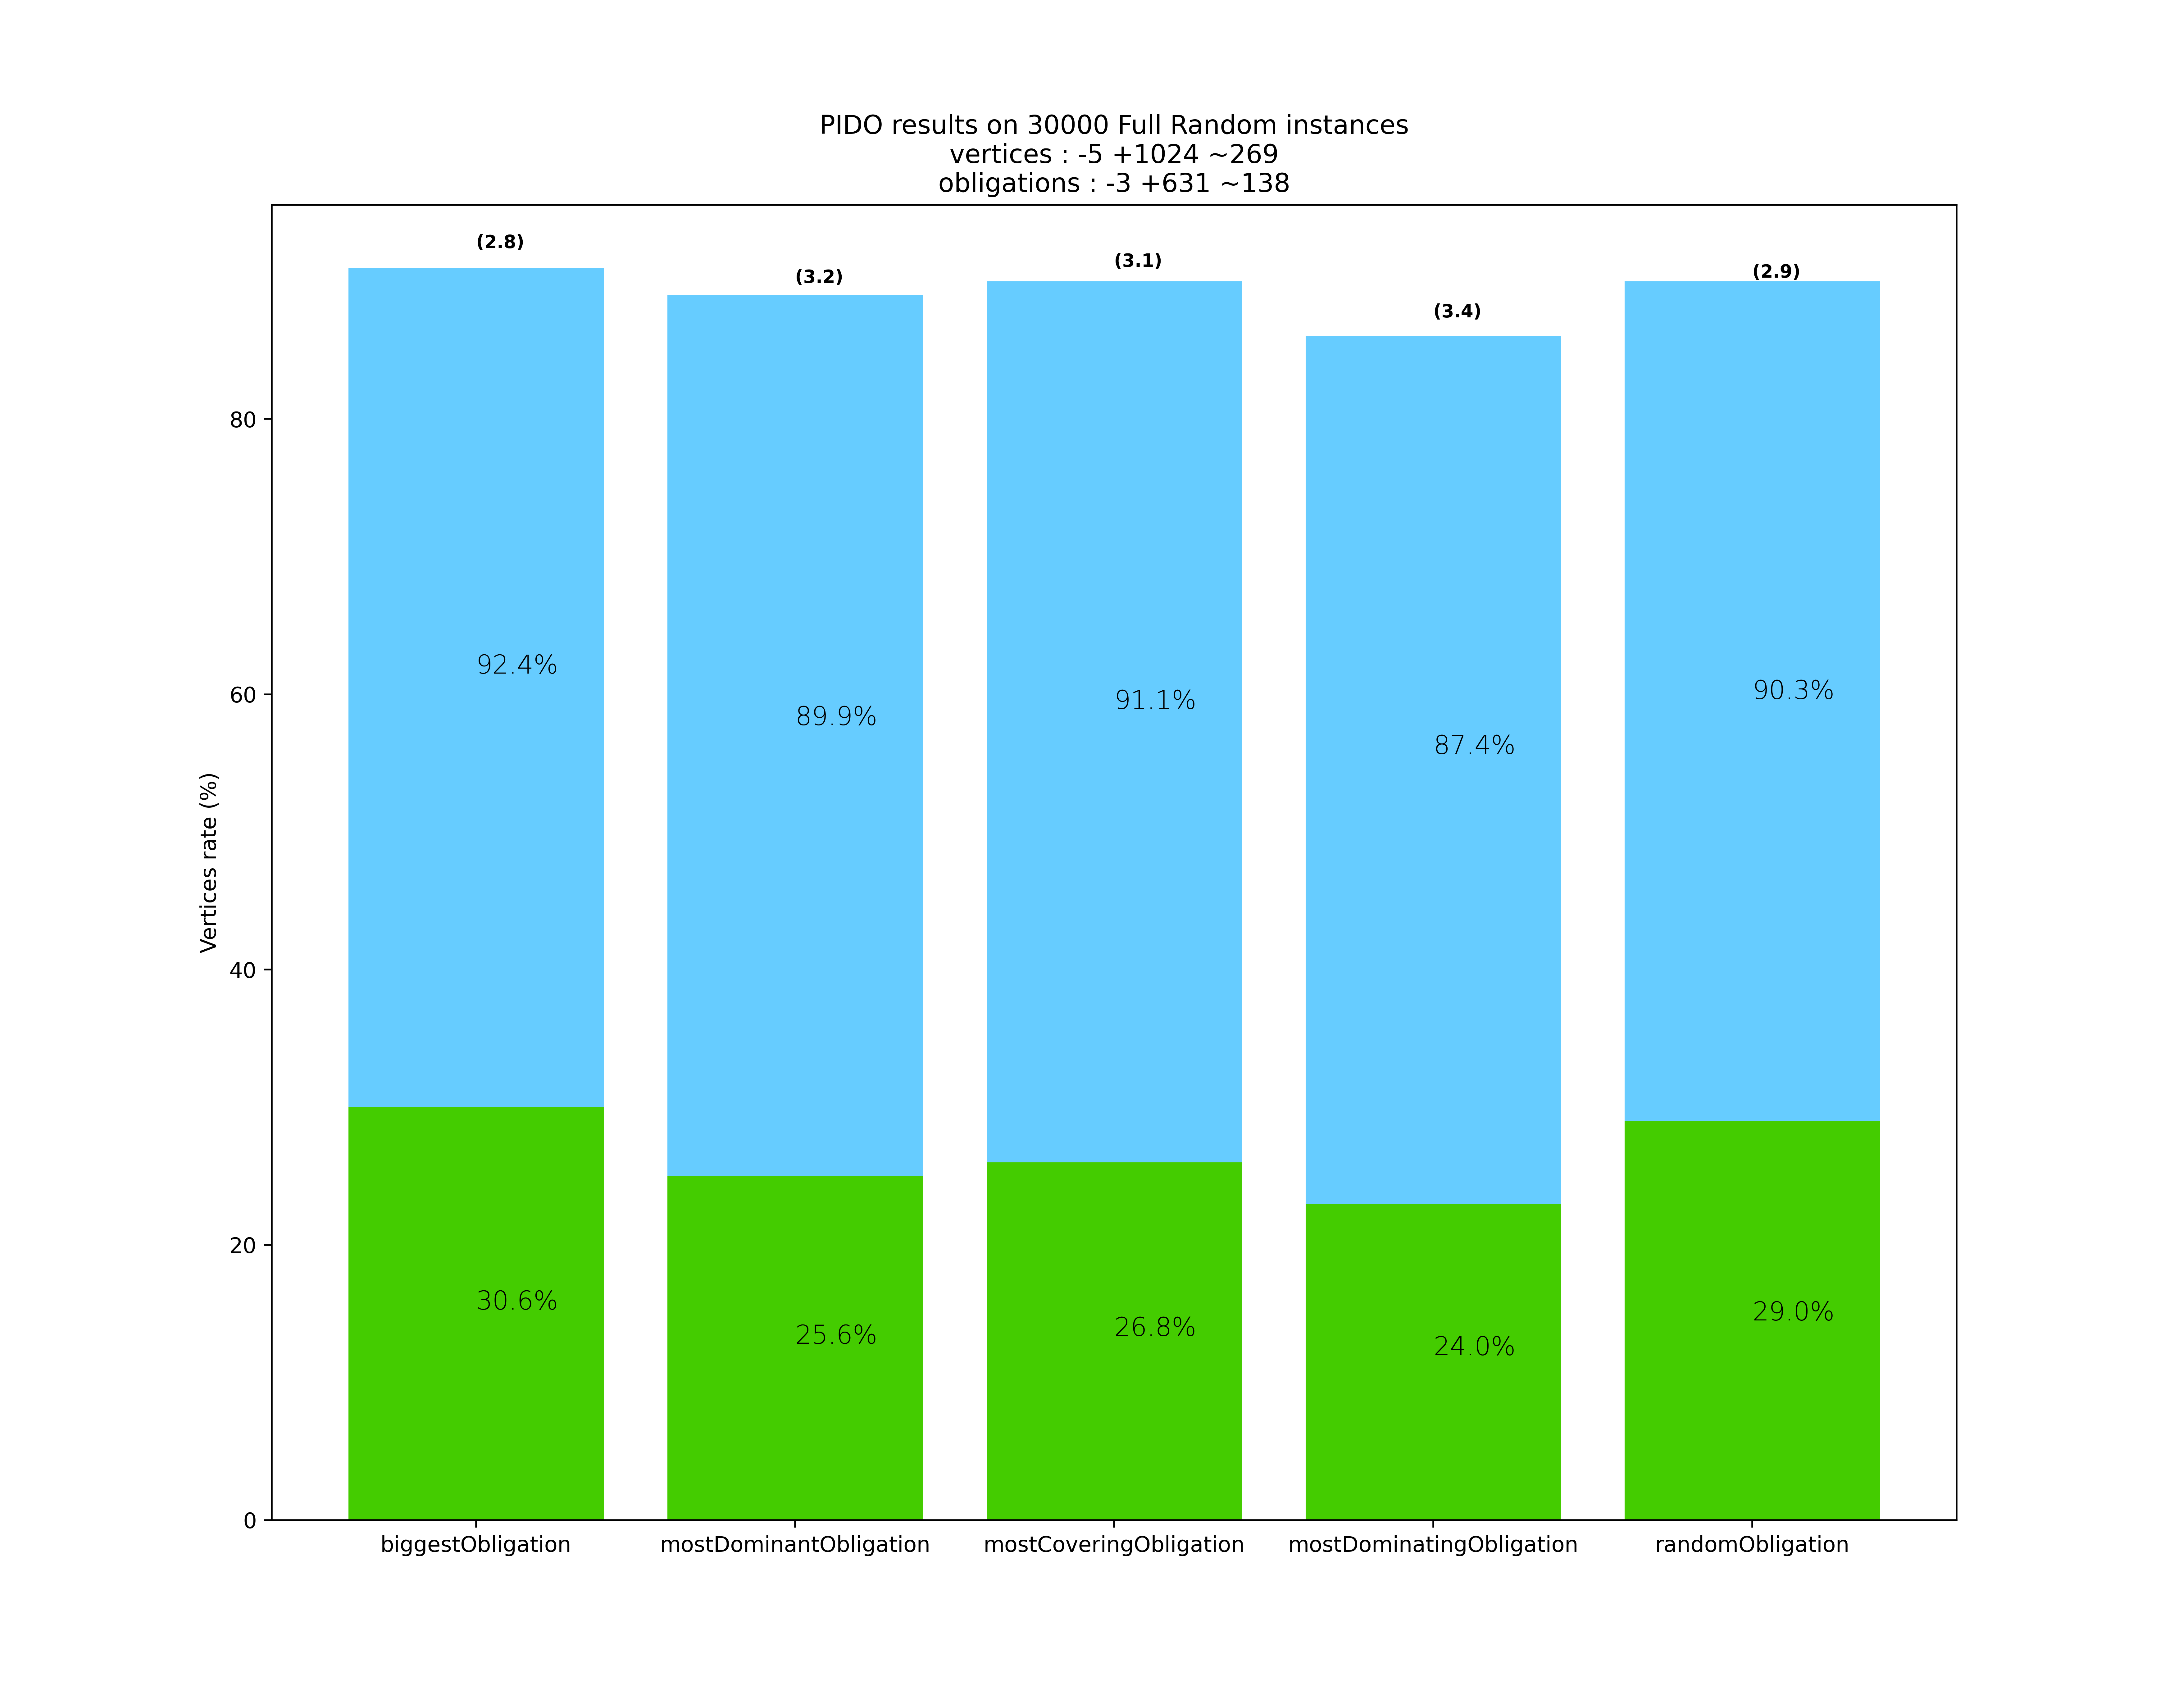 PIDO results on 30000 Full Random instances
vertices : -5 +1024 ~269
obligations : -3 +631 ~138
(2.8)
(3.2)
(3.1)
(3.4)
(2.9)
92.4%
89.9%
91.1%
87.4%
90.3%
30.6%
25.6%
26.8%
24.0%
29.0%
Vertices rate (%)
80
60
40
20
0
biggestObligation
mostDominantObligation
mostCoveringObligation
mostDominatingObligation
randomObligation